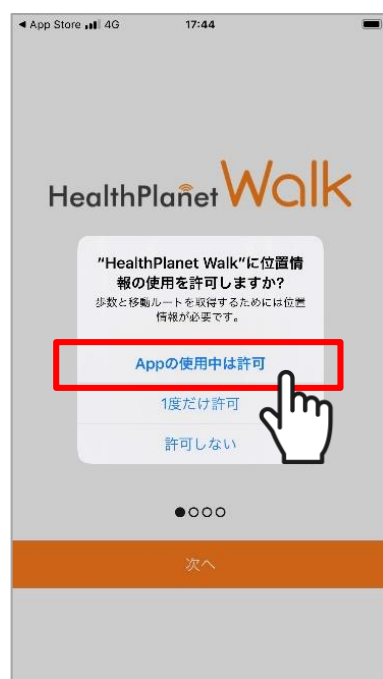 ◀ App Store 4G 17:44
HealthPlanet Walk
"HealthPlanet Walk"に位置情
報の使用を許可しますか?
歩数と移動ルートを取得するためには位置
情報が必要です。
Appの使用中は許可
1度だけ許可
許可しない
次へ